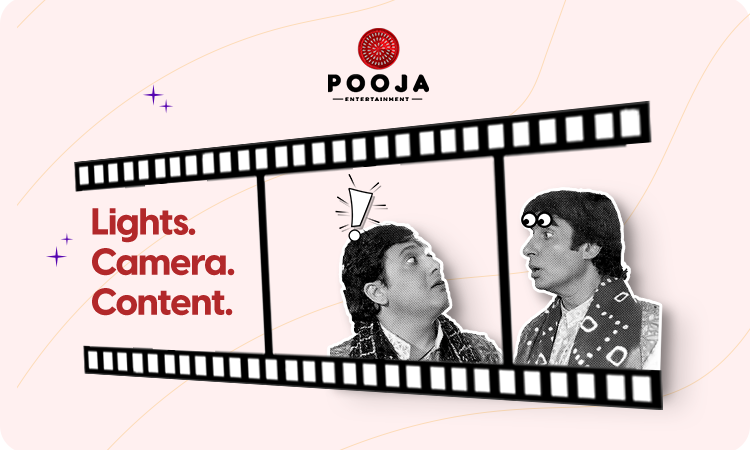 POOJA
ENTERTAINMENT
Lights.
Camera.
Content.